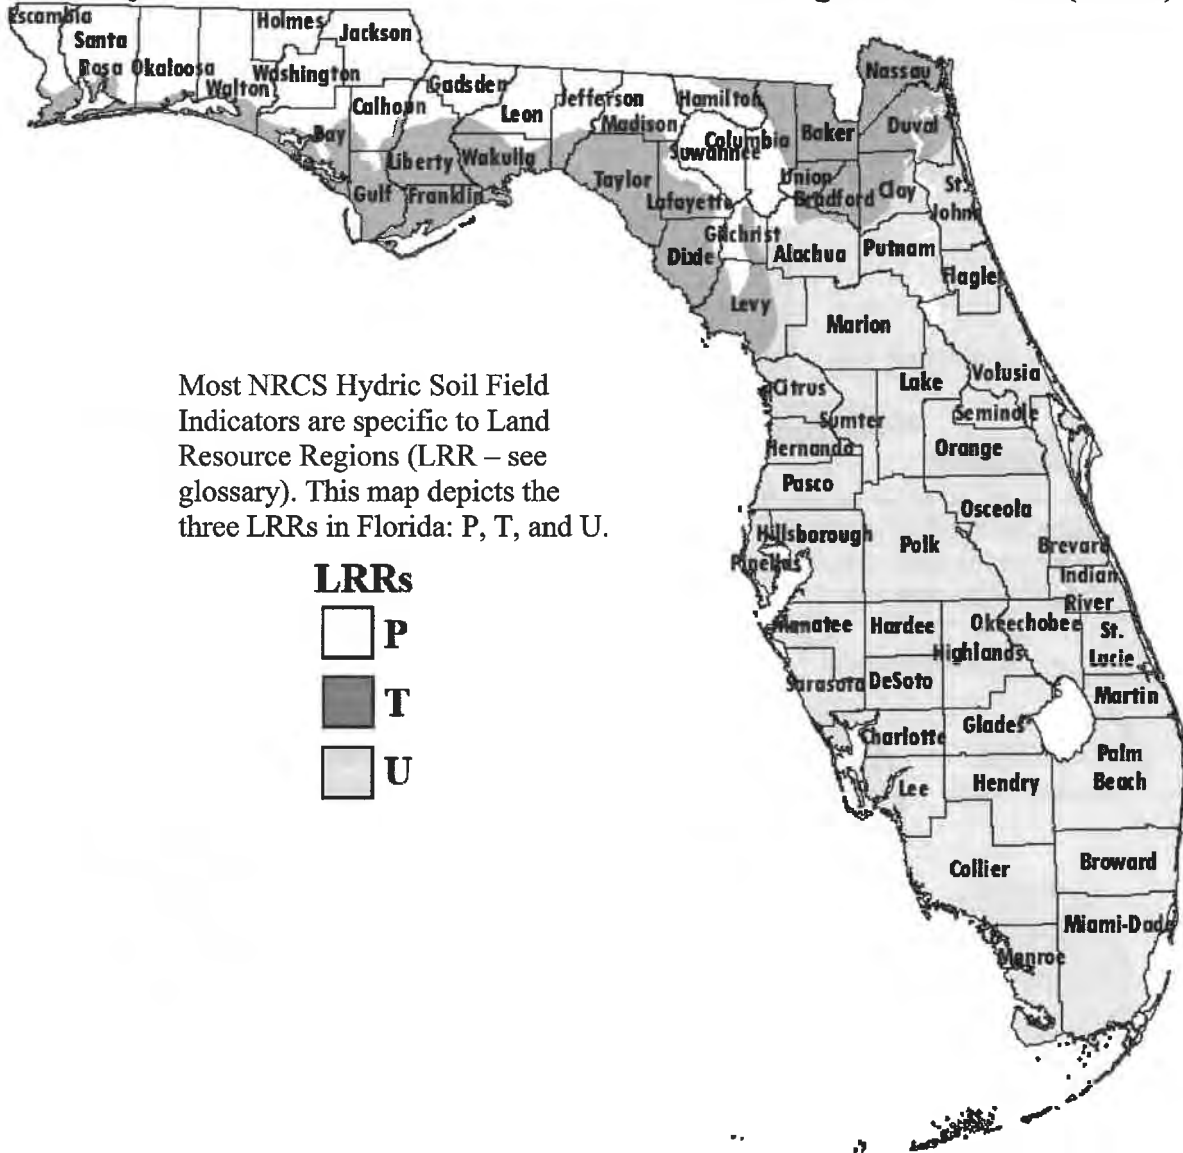 Escambia
Santa
Rosa
Okaloosa
Walton
Holmes
Washington
Jackson
Calhoun
Bay
Gulf
Gadsden
Liberty
Franklin
Leon
Wakulla
Jefferson
Madison
Taylor
Hamilton
Suwannee
Lafayette
Columbia
Dixie
Gilchrist
Levy
Baker
Union
Bradford
Nassau
Duval
Clay
St.
Johns
Alachua
Putnam
Flagler
Marion
Volusia
Citrus
Sumter
Lake
Seminole
Hernando
Orange
Pasco
Osceola
Hillsborough
Pinellas
Polk
Brevard
Indian
River
Manatee
Hardee
Highlands
Okeechobee
St.
Lucie
Sarasota
DeSoto
Martin
Charlotte
Glades
Lee
Hendry
Palm
Beach
Collier
Broward
Monroe
Miami-Dade
Most NRCS Hydric Soil Field
Indicators are specific to Land
Resource Regions (LRR – see
glossary). This map depicts the
three LRRs in Florida: P, T, and U.
LRRs
P
T
U